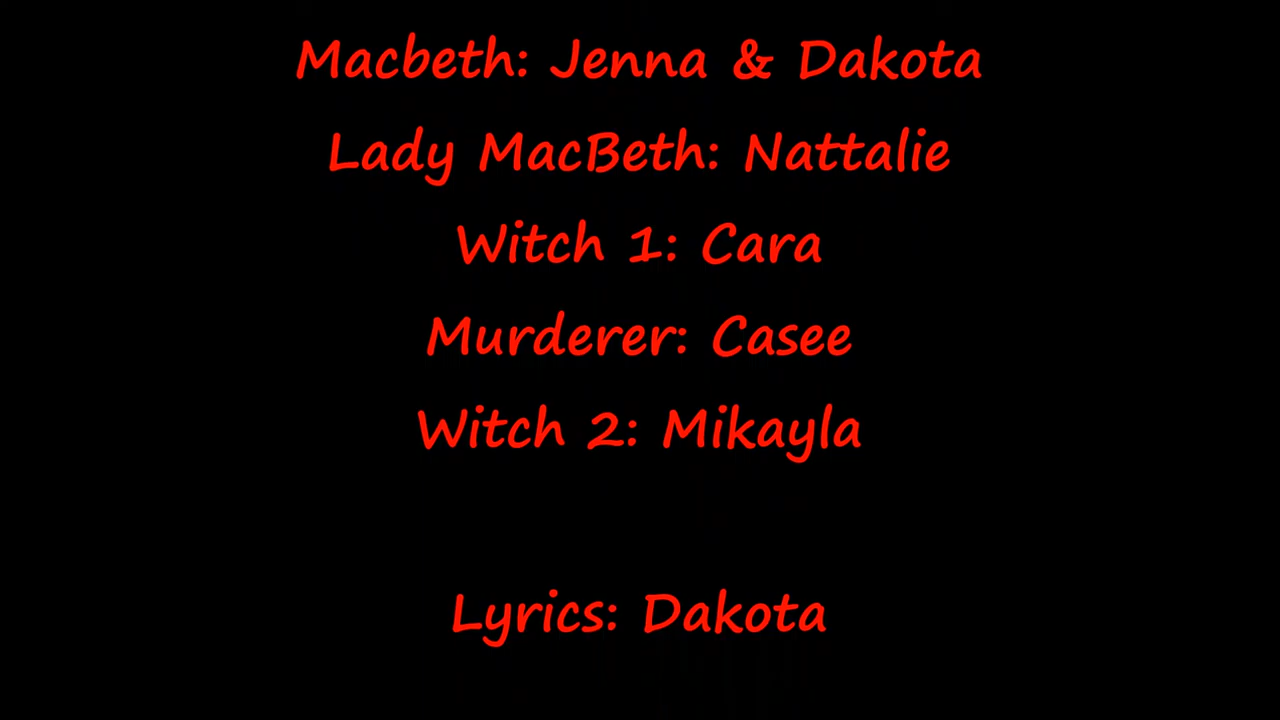 Macbeth: Jenna & Dakota
Lady MacBeth: Nattalie
Witch 1: Cara
Murderer: Casee
Witch 2: Mikayla
Lyrics: Dakota